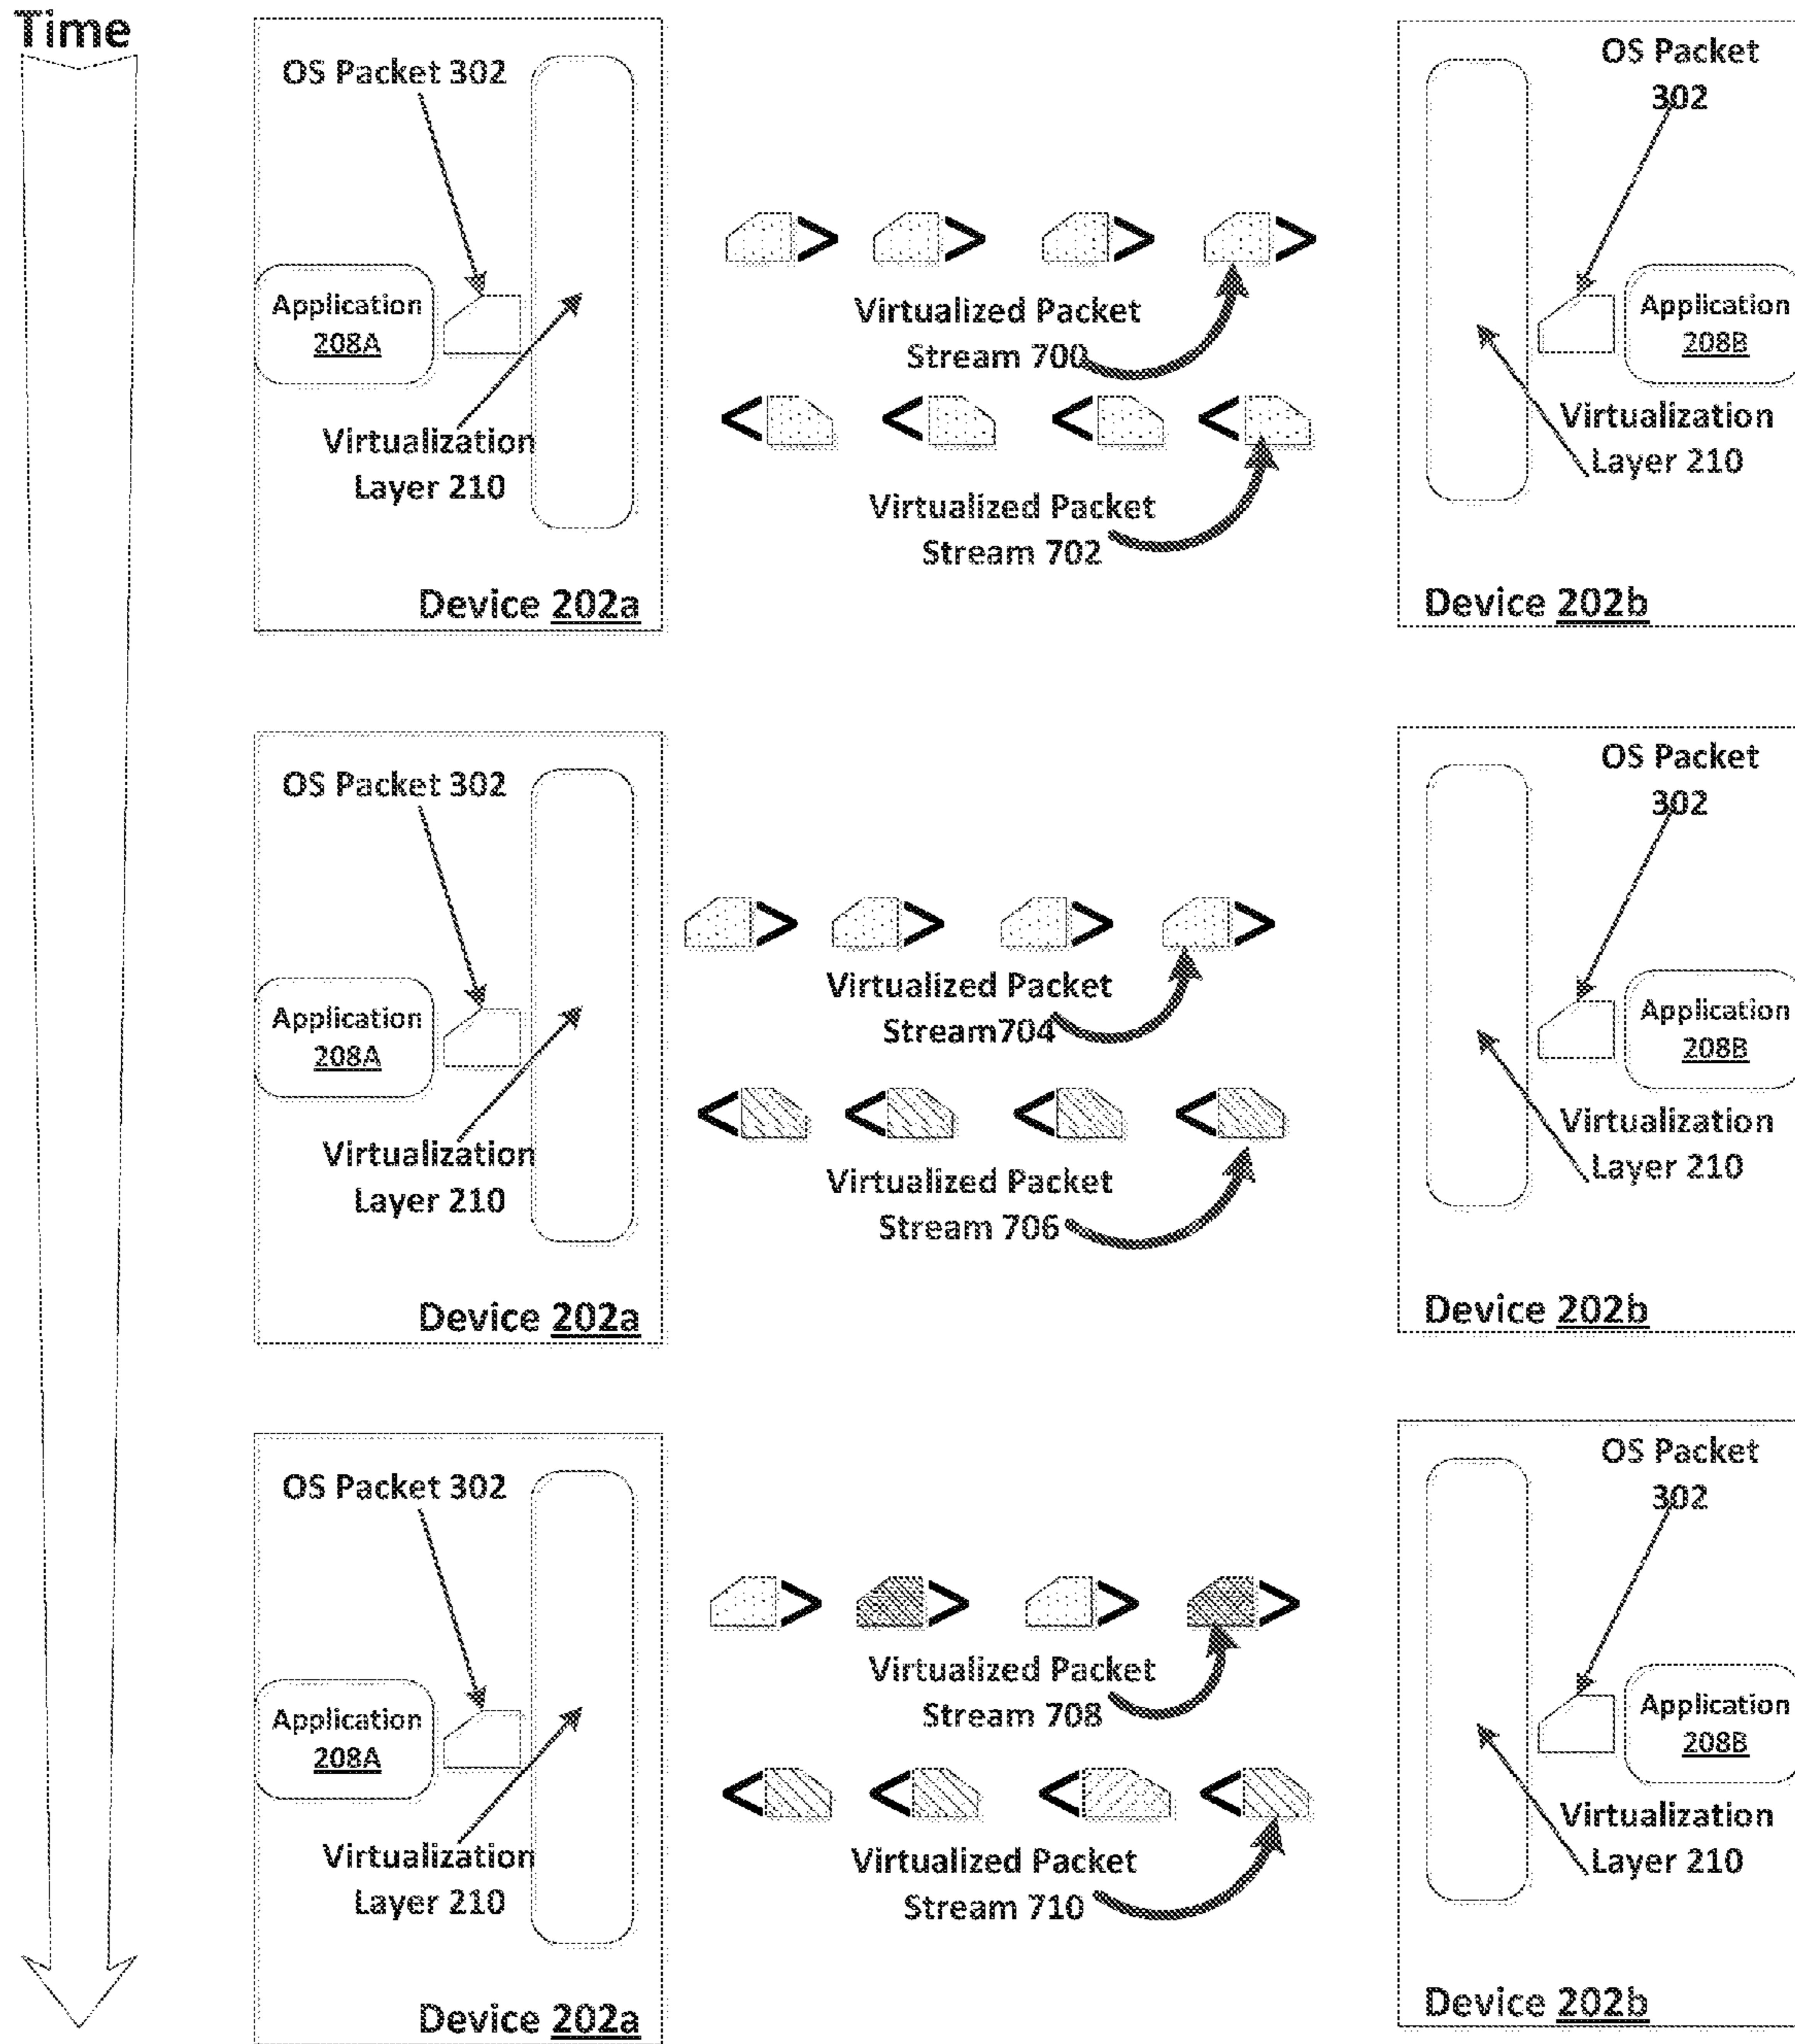 Time
OS Packet 302
Application
208A
Virtualization
Layer 210
Device 202a
Virtualized Packet
Stream 700
Virtualized Packet
Stream 702
OS Packet
302
Application
208B
Virtualization
Layer 210
Device 202b
OS Packet 302
Application
208A
Virtualization
Layer 210
Device 202a
Virtualized Packet
Stream704
Virtualized Packet
Stream 706
OS Packet
302
Application
208B
Virtualization
Layer 210
Device 202b
OS Packet 302
Application
208A
Virtualization
Layer 210
Device 202a
Virtualized Packet
Stream 708
Virtualized Packet
Stream 710
OS Packet
302
Application
208B
Virtualization
Layer 210
Device 202b